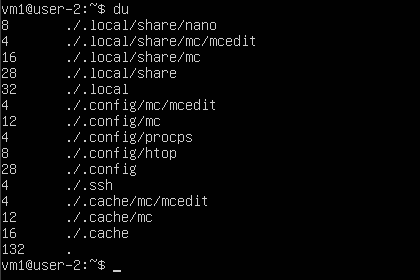 vm1@user-2:~$ du
8       ./.local/share/nano
4       ./.local/share/mc/mcedit
16      ./.local/share/mc
28      ./.local/share
32      ./.local
4       ./.config/mc/mcedit
12      ./.config/mc
4       ./.config/procps
8       ./.config/htop
28      ./.config
4       ./.ssh
4       ./.cache/mc/mcedit
12      ./.cache/mc
16      ./.cache
132     .
vm1@user-2:~$ _